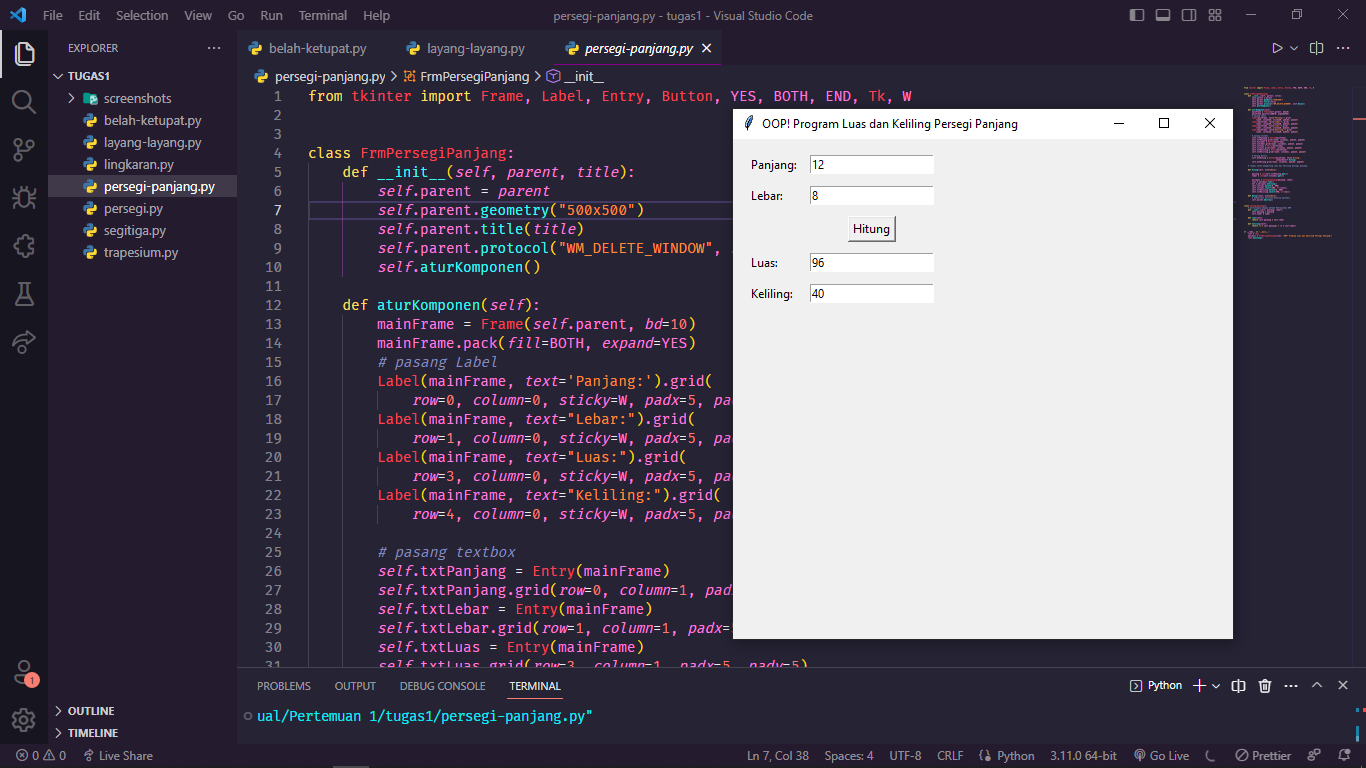 File Edit Selection View Go Run Terminal Help persegi-panjang.py - tugas1 - Visual Studio Code
EXPLORER
TUGAS1
screenshots
belah-ketupat.py
layang-layang.py
lingkaran.py
persegi-panjang.py
persegi.py
segitiga.py
trapesium.py
OUTLINE
TIMELINE
belah-ketupat.py layang-layang.py persegi-panjang.py
persegi-panjang.py > FrmPersegiPanjang > __init__
1 from tkinter import Frame, Label, Entry, Button, YES, BOTH, END, Tk, W
2
3
4 class FrmPersegiPanjang:
5 def __init__(self, parent, title):
6 self.parent = parent
7 self.parent.geometry("500x500")
8 self.parent.title(title)
9 self.parent.protocol("WM_DELETE_WINDOW",
10 self.aturKomponen()
11
12 def aturKomponen(self):
13 mainFrame = Frame(self.parent, bd=10)
14 mainFrame.pack(fill=BOTH, expand=YES)
15 # pasang Label
16 Label(mainFrame, text='Panjang:').grid(
17 row=0, column=0, sticky=W, padx=5,
18 Label(mainFrame, text="Lebar:").grid(
19 row=1, column=0, sticky=W, padx=5,
20 Label(mainFrame, text="Luas:").grid(
21 row=3, column=0, sticky=W, padx=5,
22 Label(mainFrame, text="Keliling:").grid(
23 row=4, column=0, sticky=W, padx=5,
24
25 # pasang textbox
26 self.txtPanjang = Entry(mainFrame)
27 self.txtPanjang.grid(row=0, column=1,
28 self.txtLebar = Entry(mainFrame)
29 self.txtLebar.grid(row=1, column=1, padx=
30 self.txtLuas = Entry(mainFrame)
31 self.txtLuas.grid(row=3, column=1, padx=5, pady=5)
OOP! Program Luas dan Keliling Persegi Panjang
Panjang: 12
Lebar: 8
Hitung
Luas: 96
Keliling: 40
PROBLEMS OUTPUT DEBUG CONSOLE TERMINAL Python
ual/Pertemuan 1/tugas1/persegi-panjang.py"
1
0 0 Live Share Ln 7, Col 38 Spaces: 4 UTF-8 CRLF Python 3.11.0 64-bit Go Live Prettier